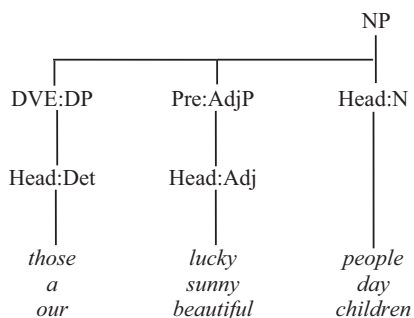 NP
DVE:DP Pre:AdjP Head:N
Head:Det Head:Adj
those lucky people
a sunny day
our beautiful children